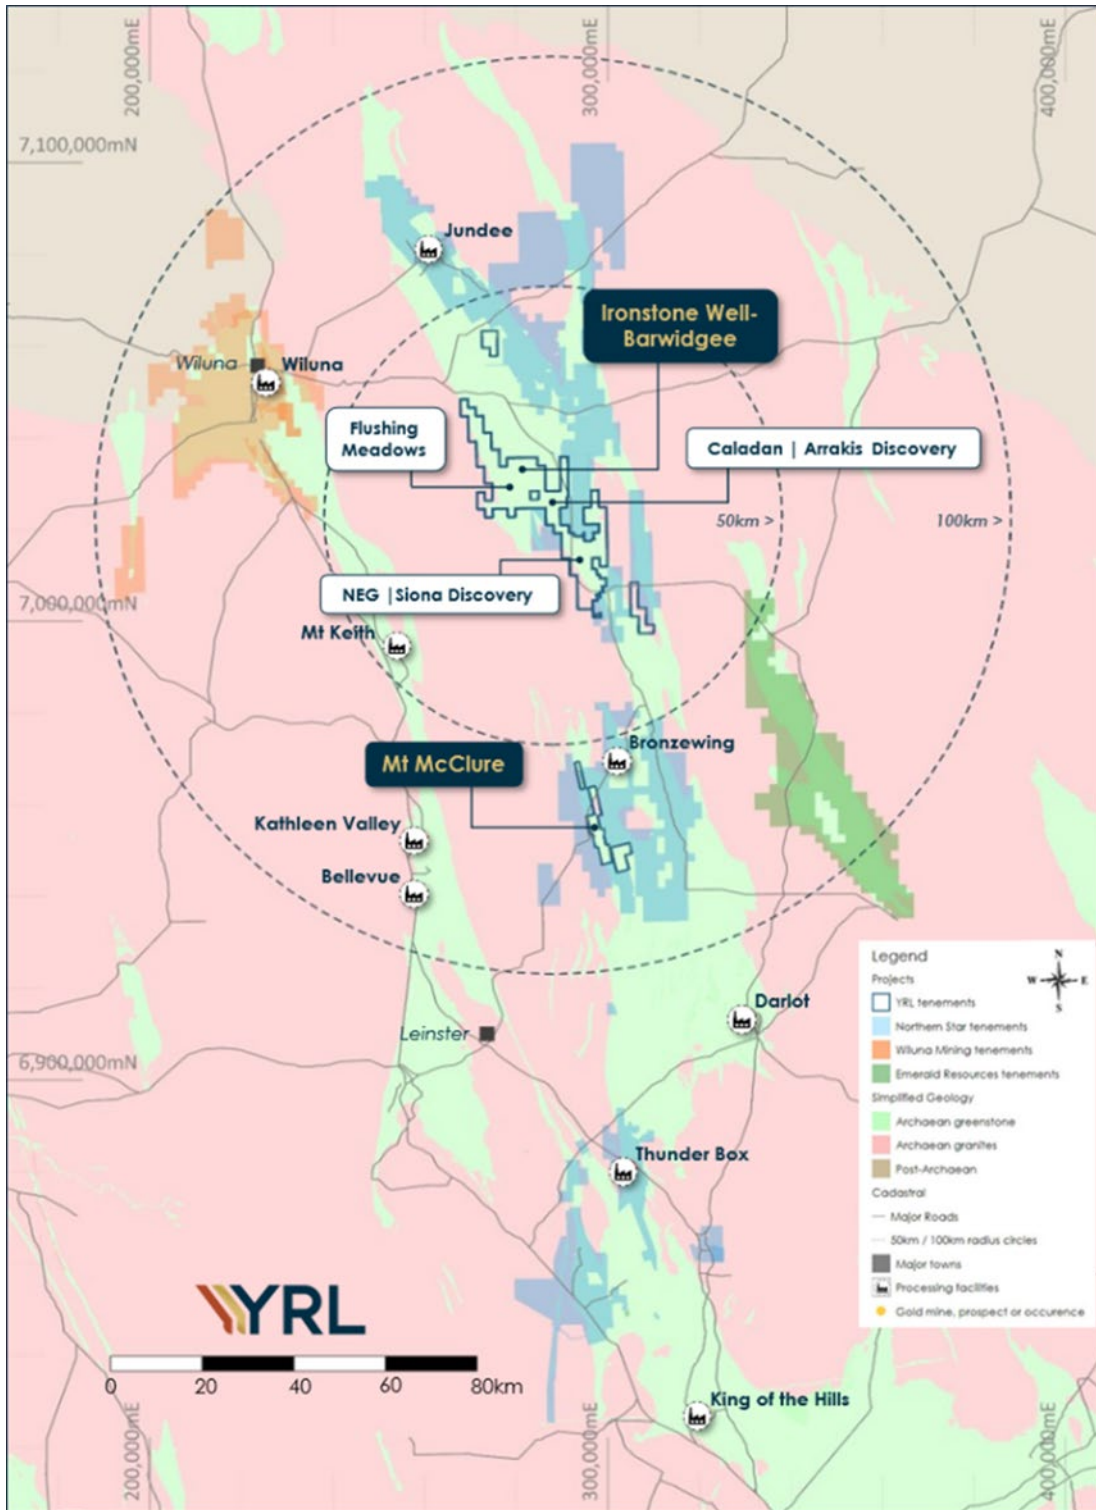 200,000mE
300,000mE
400,000mE
7,100,000mN
Jundee
Ironstone Well-
Barwidgee
Wiluna
Wiluna
Flushing
Meadows
Caladan | Arrakis Discovery
50km >
100km >
NEG |Siona Discovery
7,000,000mN
Mt Keith
Bronzewing
Mt McClure
Kathleen Valley
Bellevue
Legend
Projects
YRL tenements
Northern Star tenements
Wiluna Mining tenements
Emerald Resources tenements
Simplified Geology
Archaean greenstone
Archaean granites
Post-Archaean
Cadastral
Major Roads
50km / 100km radius circles
Major towns
Processing facilities
Gold mine, prospect or occurence
N
W
E
S
Darlot
Leinster
6,900,000mN
Thunder Box
YRL
0
20
40
60
80km
King of the Hills
200,000mE
300,000mE
400,000mE